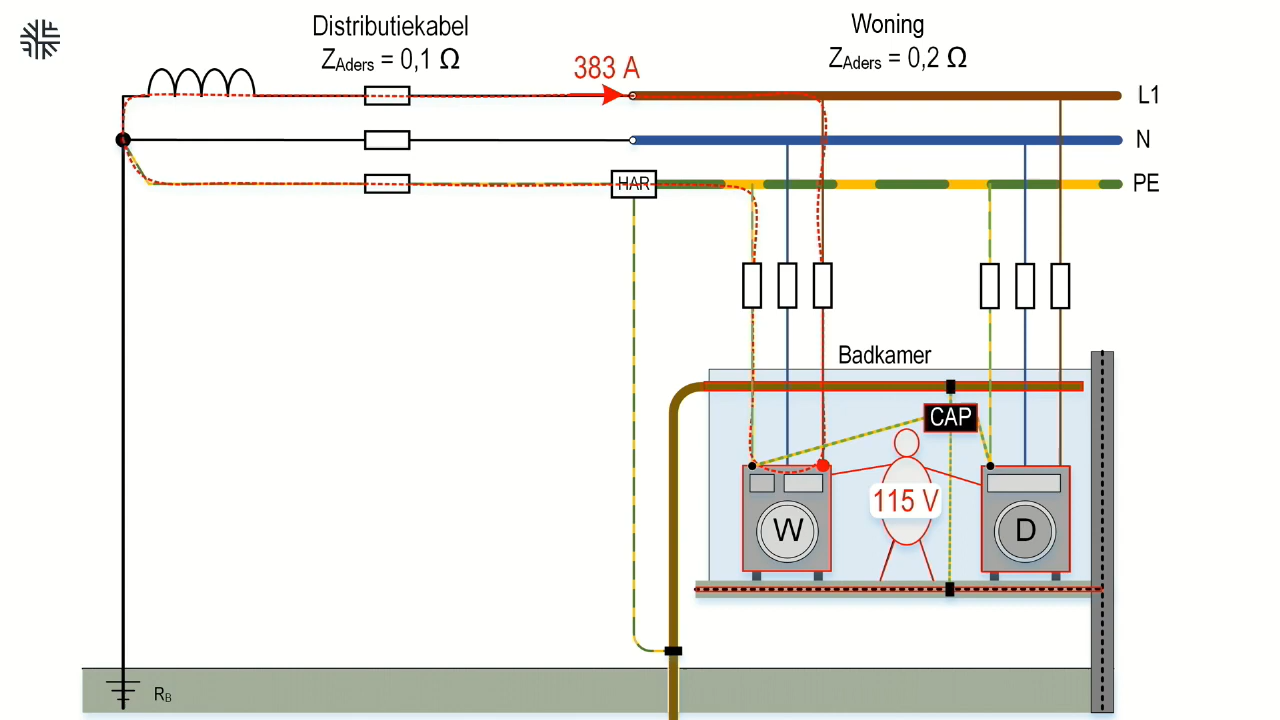 Distributiekabel
ZAders = 0,1 Ω
Woning
ZAders = 0,2 Ω
383 A
L1
N
HAR
PE
Badkamer
CAP
115 V
W
D
RB